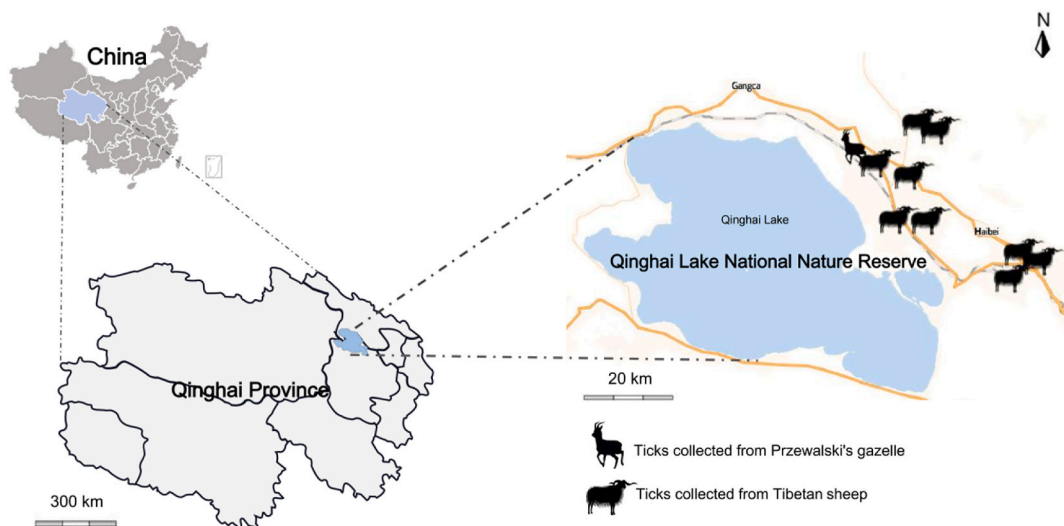 China
N
Gangca
Qinghai Lake
Haibei
Qinghai Lake National Nature Reserve
Qinghai Province
20 km
Ticks collected from Przewalski's gazelle
Ticks collected from Tibetan sheep
300 km